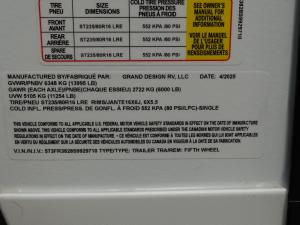 SIZE
DIMENSIONS
COLD TIRE PRESSURE
PRESSION DES
PNEUS À FROID
SEE OWNER'S
MANUAL FOR
ADDITIONAL
INFORMATION
VOIR LE MANUEL
DE L'USAGER
POUR PLUS DE
RENSEIGNEMENTS
FRONT
AVANT
ST235/80R16 LRE
552 KPA /80 PSI
REAR
ARRIÈRE
ST235/80R16 LRE
552 KPA /80 PSI
SPARE
DE SECOURS
ST235/80R16 LRE
552 KPA /80 PSI
MANUFACTURED BY/FABRIQUÉ PAR: GRAND DESIGN RV, LLC DATE: 4/2025
GVWR/PNBV 6348 KG (13995 LB)
GAWR (EACH AXLE)/PNBE(CHAQUE ESSIEU) 2722 KG (6000 LB)
UVW 5105 KG (11254 LB)
TIRE/PNEU ST235/80R16 LRE RIMS/JANTE16X6J, 6X5.5
COLD INFL. PRESS/PRESS. DE GONFL. À FROID 552 KPA (80 PSI/LPC)-SINGLE
THIS VEHICLE CONFORMS TO ALL APPLICABLE U.S. FEDERAL MOTOR VEHICLE SAFETY STANDARDS IN EFFECT ON THE DATE OF MANUFACTURE
SHOWN ABOVE. THIS VEHICLE CONFORMS TO ALL APPLICABLE STANDARDS PRESCRIBED UNDER THE CANADIAN MOTOR VEHICLE SAFETY
REGULATIONS IN EFFECT ON THE DATE OF MANUFACTURE. CE VÉHICULE EST CONFORME À TOUTES LES NORMES QUI LUI SONT APPLICABLES
EN VERTU DU RÈGLEMENT SUR LA SÉCURITÉ DES VÉHICULES AUTOMOBILES DU CANADA EN VIGUEUR À LA DATE DE SA FABRICATION.
V.I.N./N.I.V.: 573FR3628S9929710 TYPE/TYPE: TRAILER TRA/REM: FIFTH WHEEL